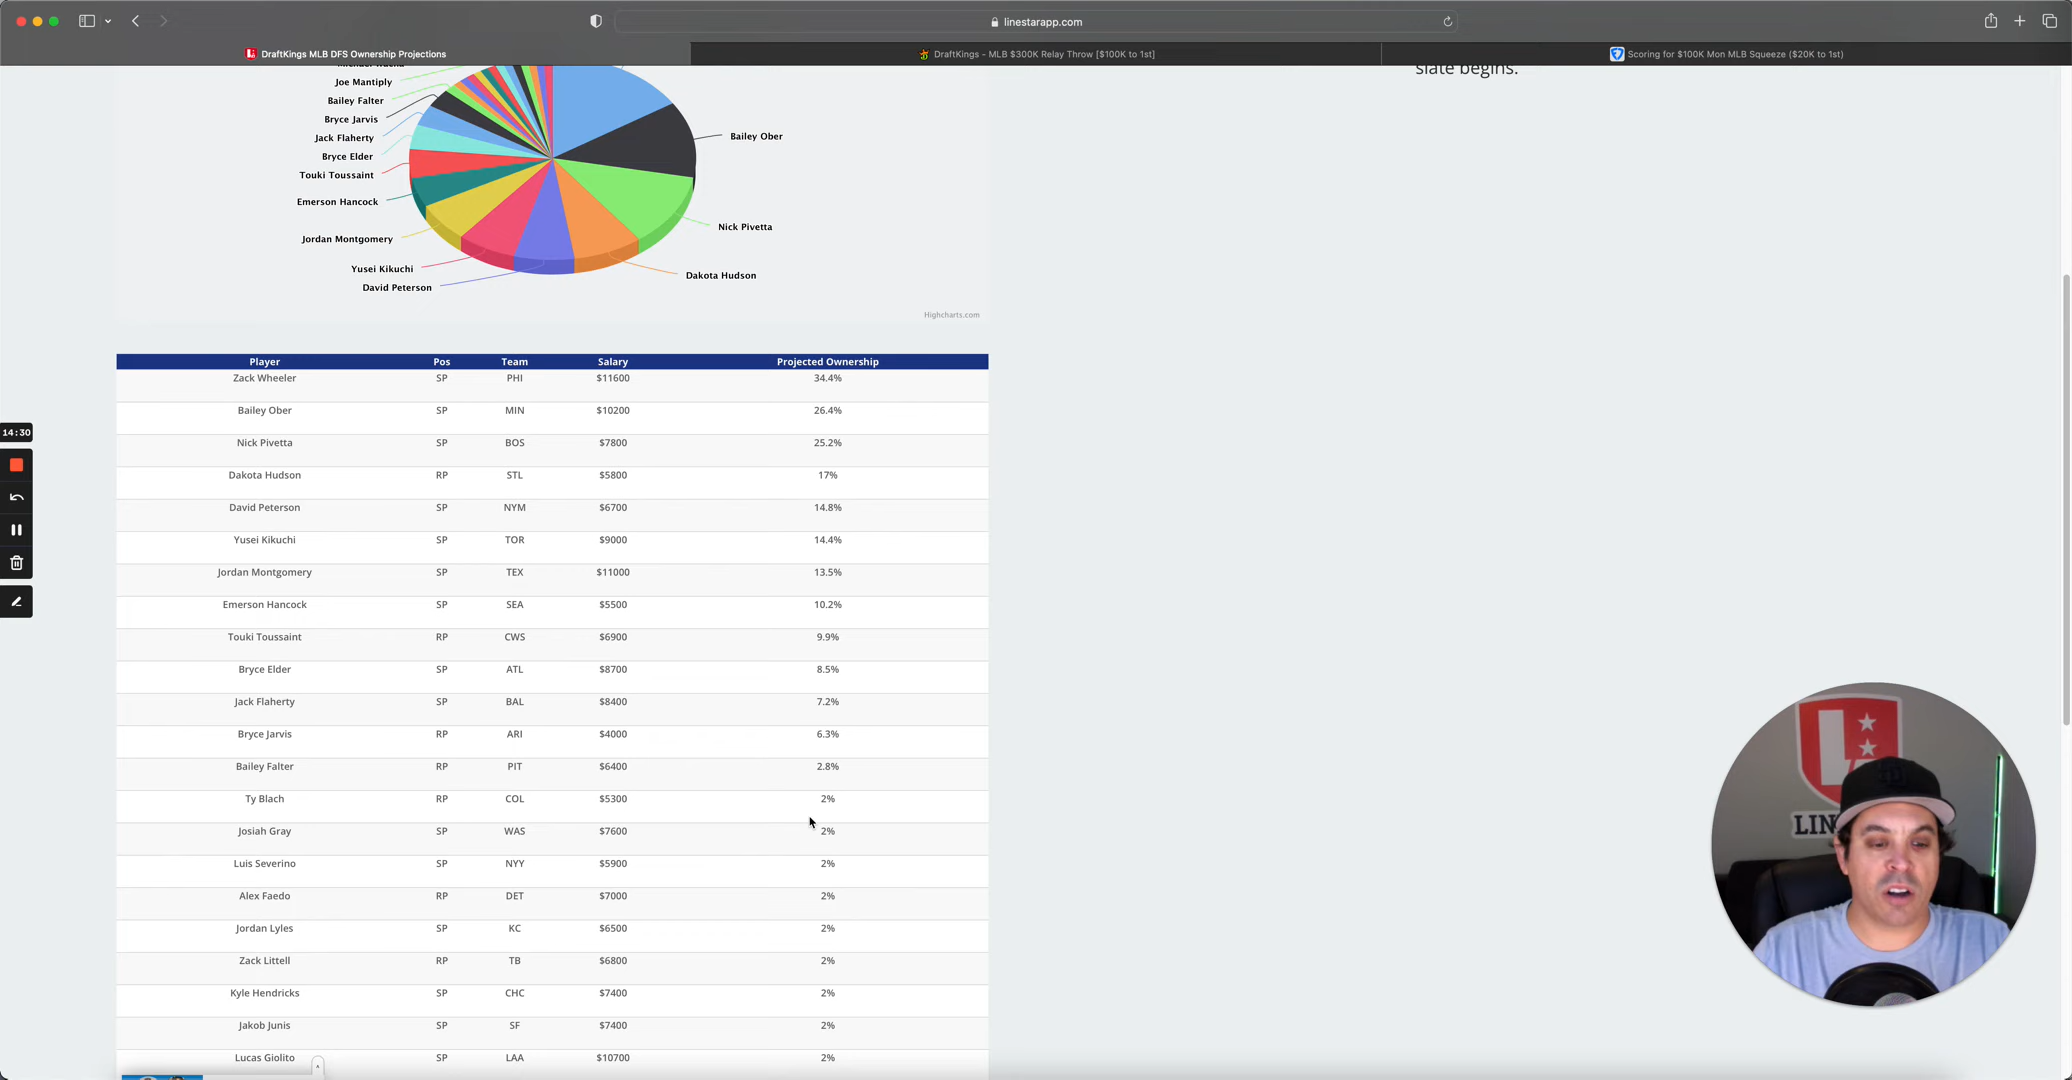 linestarapp.com
DraftKings MLB DFS Ownership Projections
DraftKings - MLB $300K Relay Throw [$100K to 1st]
Scoring for $100K Mon MLB Squeeze ($20K to 1st)
slate begins.
Joe Mantiply
Bailey Falter
Bryce Jarvis
Jack Flaherty
Bryce Elder
Touki Toussaint
Emerson Hancock
Jordan Montgomery
Yusei Kikuchi
David Peterson
Bailey Ober
Nick Pivetta
Dakota Hudson
Highcharts.com
Player Pos Team Salary Projected Ownership
Zack Wheeler SP PHI $11600 34.4%
Bailey Ober SP MIN $10200 26.4%
Nick Pivetta SP BOS $7800 25.2%
Dakota Hudson RP STL $5800 17%
David Peterson SP NYM $6700 14.8%
Yusei Kikuchi SP TOR $9000 14.4%
Jordan Montgomery SP TEX $11000 13.5%
Emerson Hancock SP SEA $5500 10.2%
Touki Toussaint RP CWS $6900 9.9%
Bryce Elder SP ATL $8700 8.5%
Jack Flaherty SP BAL $8400 7.2%
Bryce Jarvis RP ARI $4000 6.3%
Bailey Falter RP PIT $6400 2.8%
Ty Blach RP COL $5300 2%
Josiah Gray SP WAS $7600 2%
Luis Severino SP NYY $5900 2%
Alex Faedo RP DET $7000 2%
Jordan Lyles SP KC $6500 2%
Zack Littell RP TB $6800 2%
Kyle Hendricks SP CHC $7400 2%
Jakob Junis SP SF $7400 2%
Lucas Giolito SP LAA $10700 2%
14:30
LIN